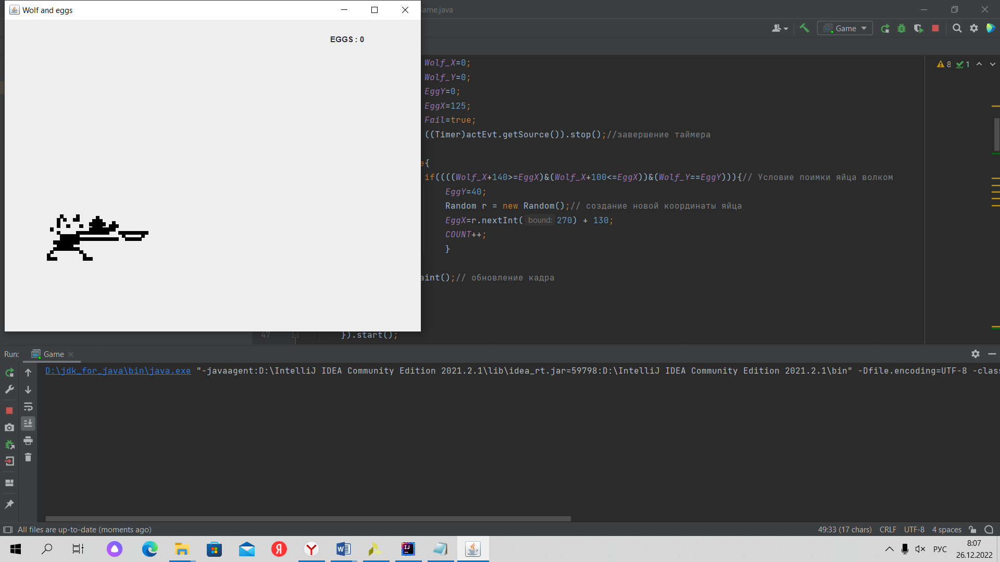 Wolf and eggs
EGGS : 0
ame.java
Game
Wolf_X=0;
Wolf_Y=0;
EggY=0;
EggX=125;
Fail=true;
((Timer)actEvt.getSource()).stop();//завершение таймера
e{
if((((Wolf_X+140>=EggX)&(Wolf_X+100<=EggX))&(Wolf_Y==EggY))){// Условие поимки яйца волком
EggY=40;
Random r = new Random();// создание новой координаты яйца
EggX=r.nextInt( bound: 270) + 130;
COUNT++;
}
aint();// обновление кадра
47 }).start();
8 1
Run: Game
D:\jdk_for_java\bin\java.exe "-javaagent:D:\IntelliJ IDEA Community Edition 2021.2.1\lib\idea_rt.jar=59798:D:\IntelliJ IDEA Community Edition 2021.2.1\bin" -Dfile.encoding=UTF-8 -class
All files are up-to-date (moments ago)
49:33 (17 chars) CRLF UTF-8 4 spaces
РУС
8:07
26.12.2022